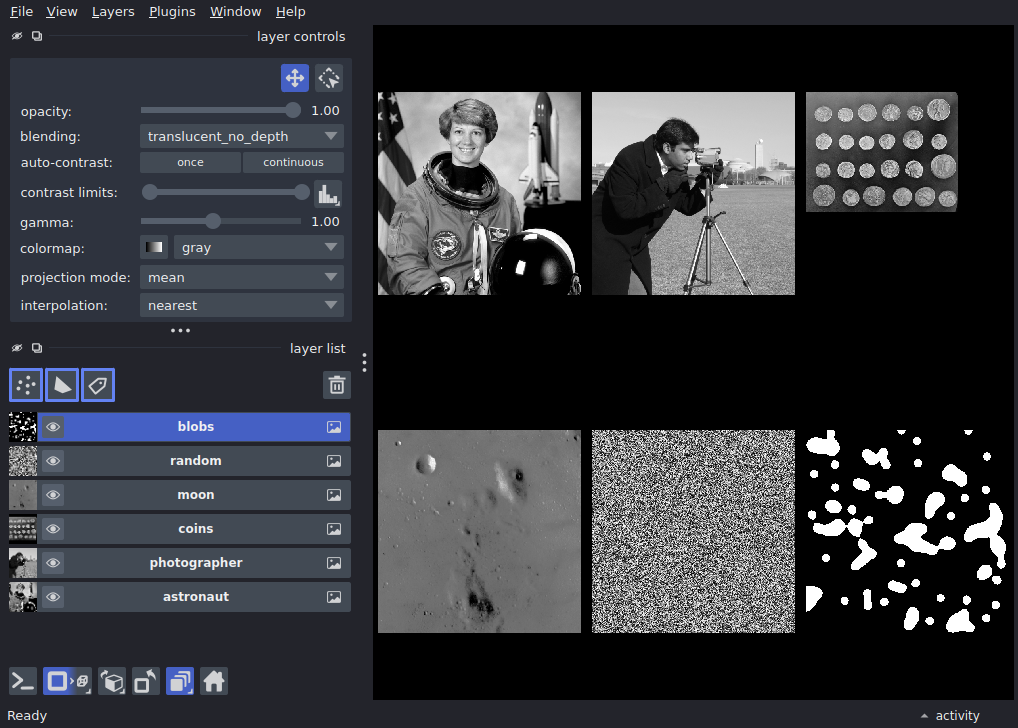 File View Layers Plugins Window Help
layer controls
opacity: 1.00
blending: translucent_no_depth
auto-contrast: once continuous
contrast limits:
gamma: 1.00
colormap: gray
projection mode: mean
interpolation: nearest
layer list
blobs
random
moon
coins
photographer
astronaut
Ready
activity